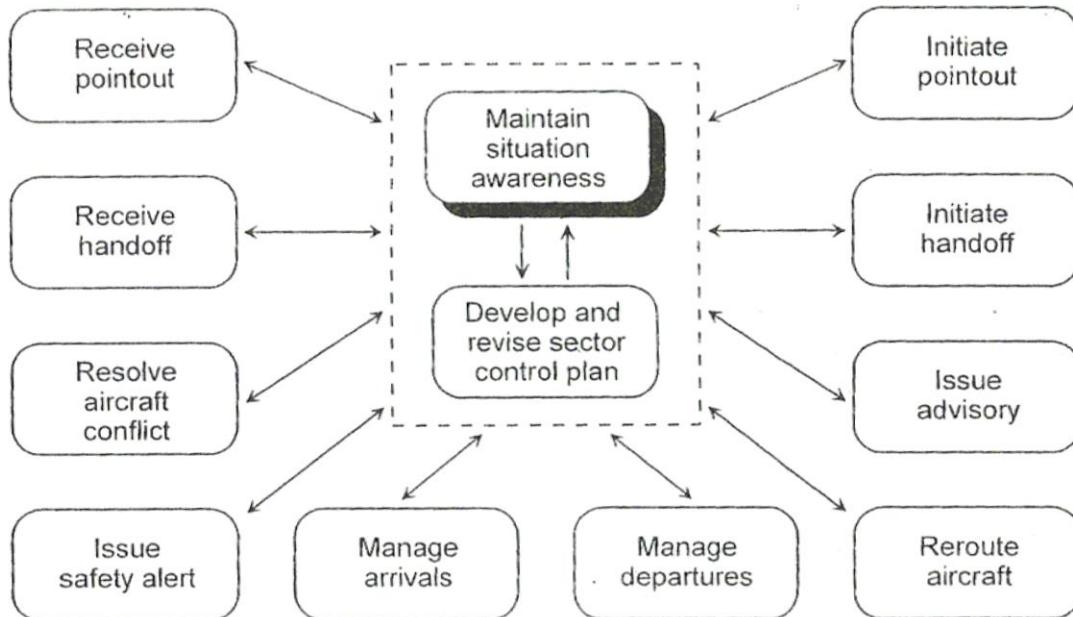 Receive
pointout
Initiate
pointout
Maintain
situation
awareness
Receive
handoff
Initiate
handoff
Develop and
revise sector
control plan
Resolve
aircraft
conflict
Issue
advisory
Issue
safety alert
Manage
arrivals
Manage
departures
Reroute
aircraft